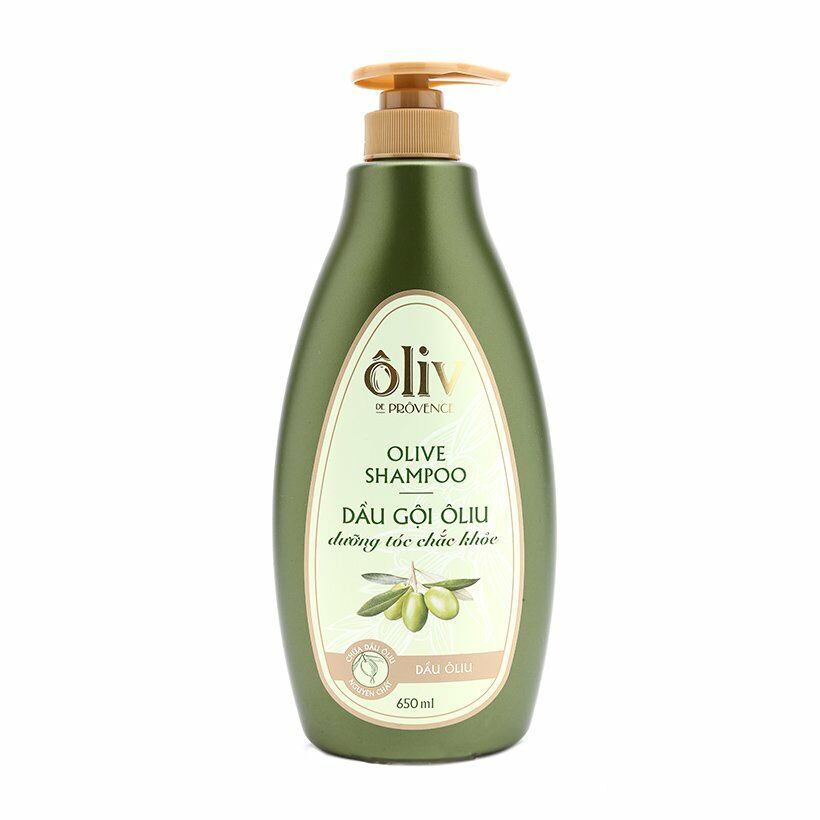 ôliv
DE PRÔVENCE
OLIVE
SHAMPOO
DẦU GỘI ÔLIU
dưỡng tóc chắc khỏe
CHỨA DẦU ÔLIU
NGUYÊN CHẤT
DẦU ÔLIU
650 ml